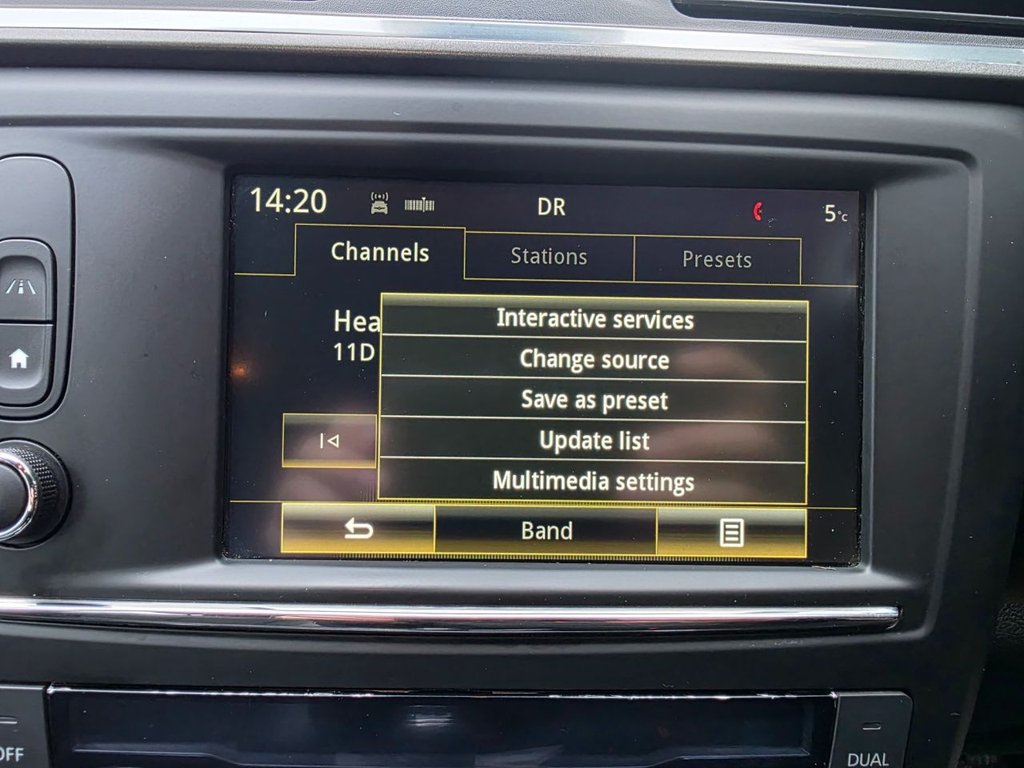 14:20 DR 5°C
Channels Stations Presets
Hea
11D
Interactive services
Change source
Save as preset
Update list
Multimedia settings
Band
OFF DUAL